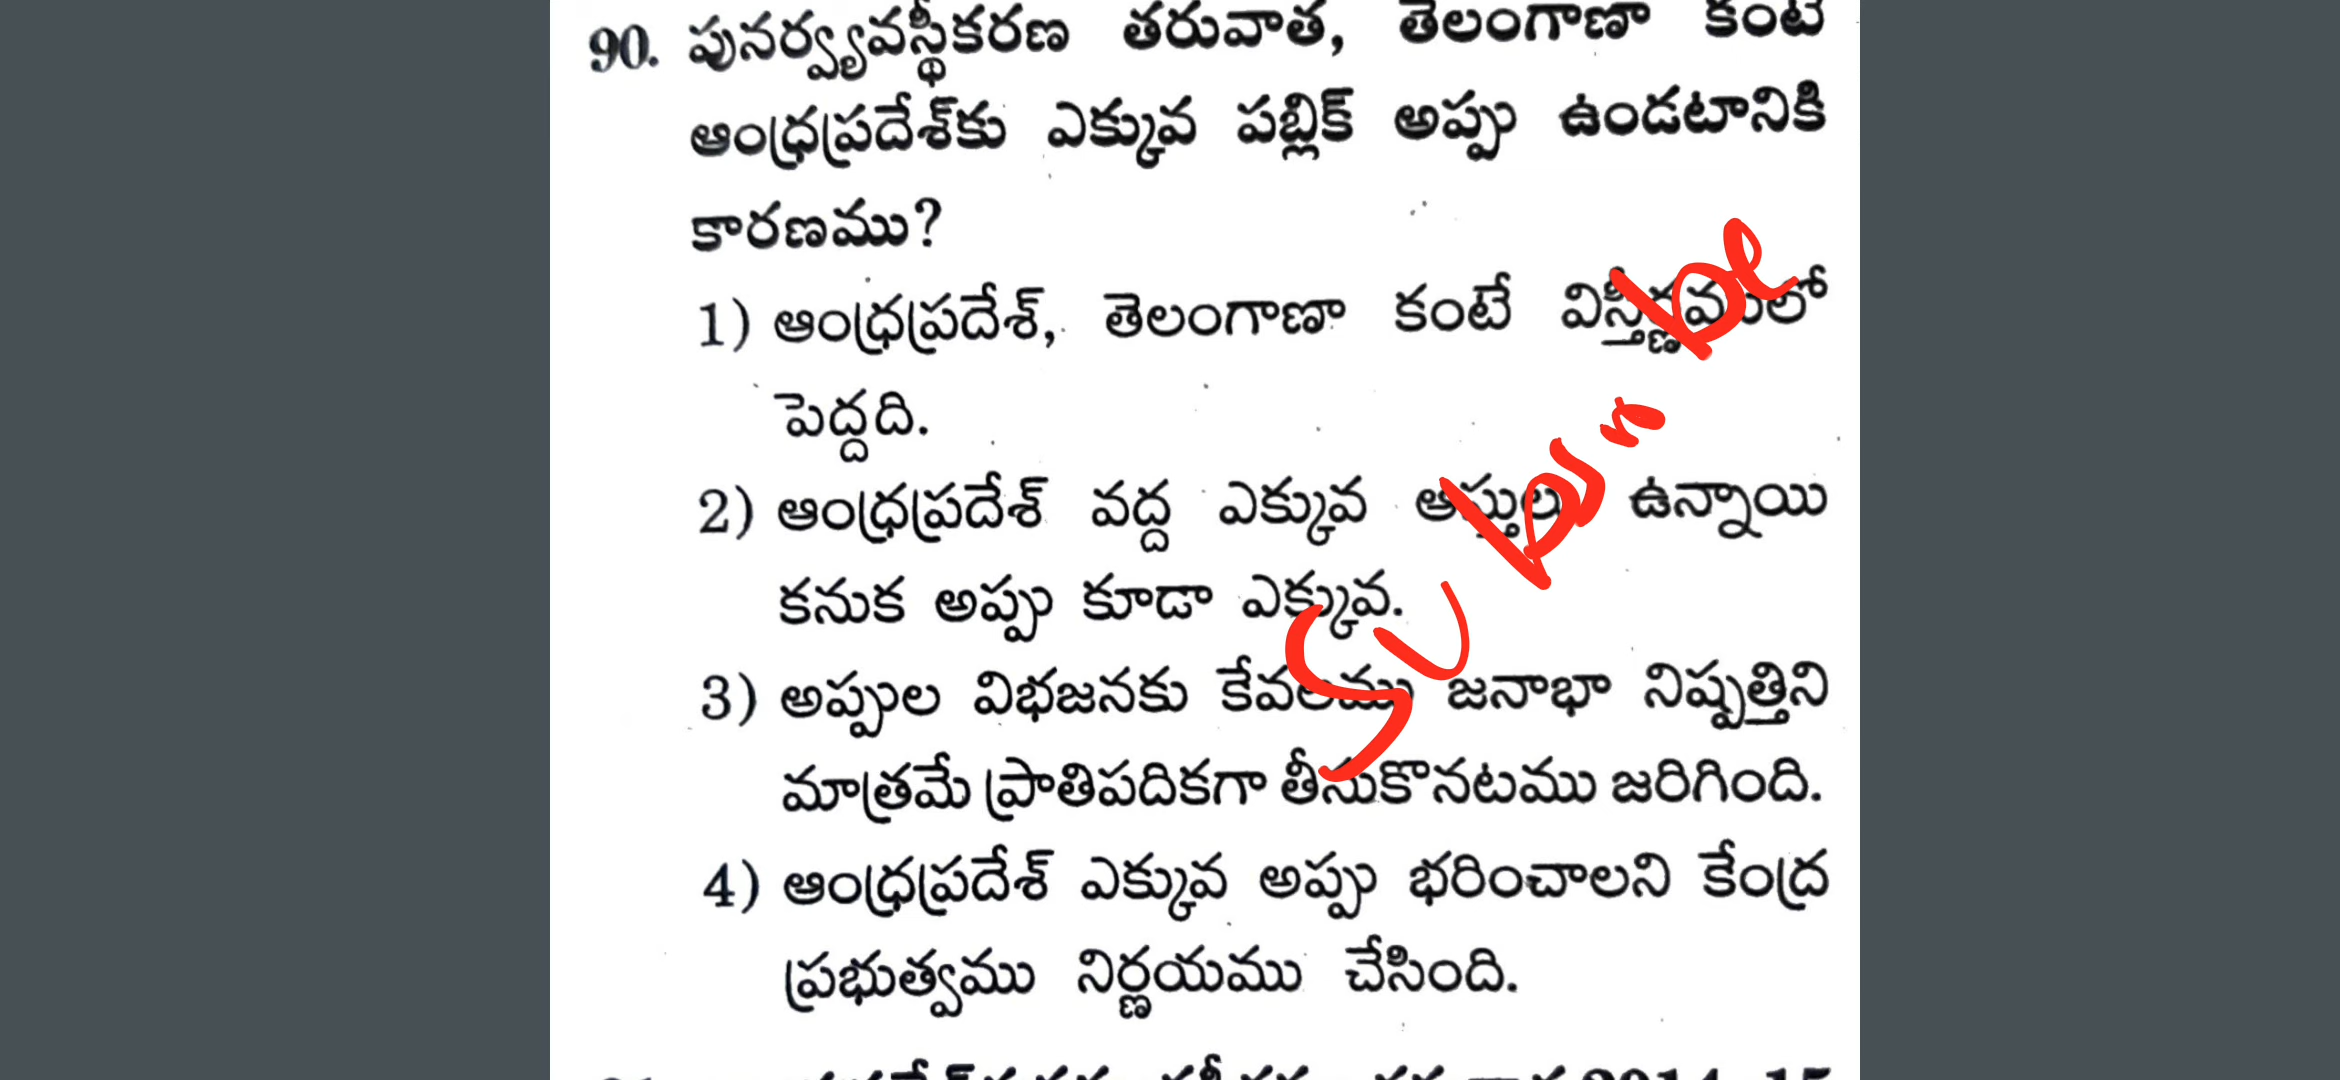 90. పునర్వ్యవస్థీకరణ తరువాత, తెలంగాణా కంటే
ఆంధ్రప్రదేశ్‌కు ఎక్కువ పబ్లిక్ అప్పు ఉండటానికి
కారణము?
1) ఆంధ్రప్రదేశ్, తెలంగాణా కంటే విస్తీర్ణములో
పెద్దది.
2) ఆంధ్రప్రదేశ్ వద్ద ఎక్కువ ఆస్తులు ఉన్నాయి
కనుక అప్పు కూడా ఎక్కువ.
3) అప్పుల విభజనకు కేవలము జనాభా నిష్పత్తిని
మాత్రమే ప్రాతిపదికగా తీసుకొనటము జరిగింది.
4) ఆంధ్రప్రదేశ్ ఎక్కువ అప్పు భరించాలని కేంద్ర
ప్రభుత్వము నిర్ణయము చేసింది.